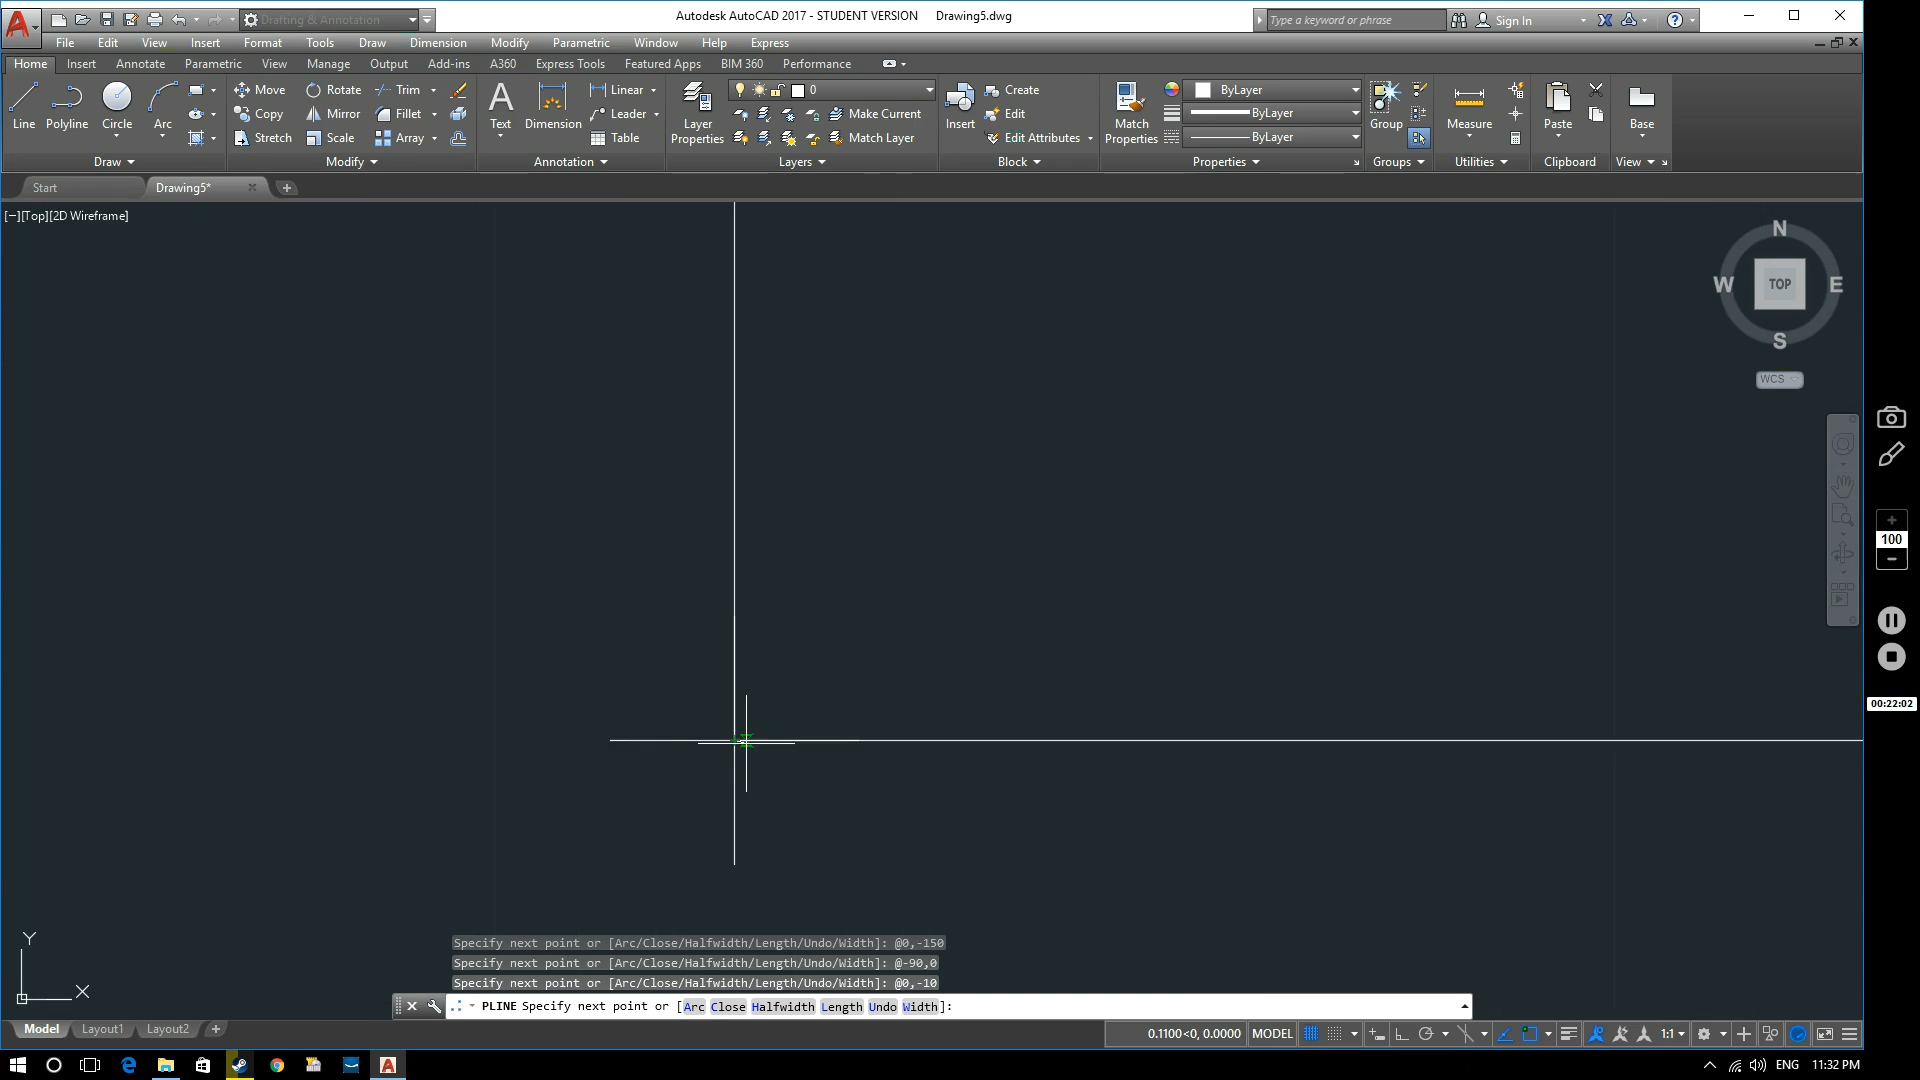 Drafting & Annotation
Autodesk AutoCAD 2017 - STUDENT VERSION Drawing5.dwg
Type a keyword or phrase
Sign In
File Edit View Insert Format Tools Draw Dimension Modify Parametric Window Help Express
Home Insert Annotate Parametric View Manage Output Add-ins A360 Express Tools Featured Apps BIM 360 Performance
Line Polyline Circle Arc
Move Rotate Trim
Copy Mirror Fillet
Stretch Scale Array
Text Dimension
Linear
Leader
Table
Layer Properties
0
Make Current
Match Layer
Insert
Create
Edit
Edit Attributes
Match Properties
ByLayer
ByLayer
ByLayer
Group
Measure
Paste
Base
Draw Modify Annotation Layers Block Properties Groups Utilities Clipboard View
Start Drawing5*
[−][Top][2D Wireframe]
N
W TOP E
S
WCS
100
00:22:02
Y
X
Specify next point or [Arc/Close/Halfwidth/Length/Undo/Width]: @0,-150
Specify next point or [Arc/Close/Halfwidth/Length/Undo/Width]: @-90,0
Specify next point or [Arc/Close/Halfwidth/Length/Undo/Width]: @0,-10
PLINE Specify next point or [Arc Close Halfwidth Length Undo Width]:
Model Layout1 Layout2
0.1100<0, 0.0000 MODEL 1:1
ENG 11:32 PM